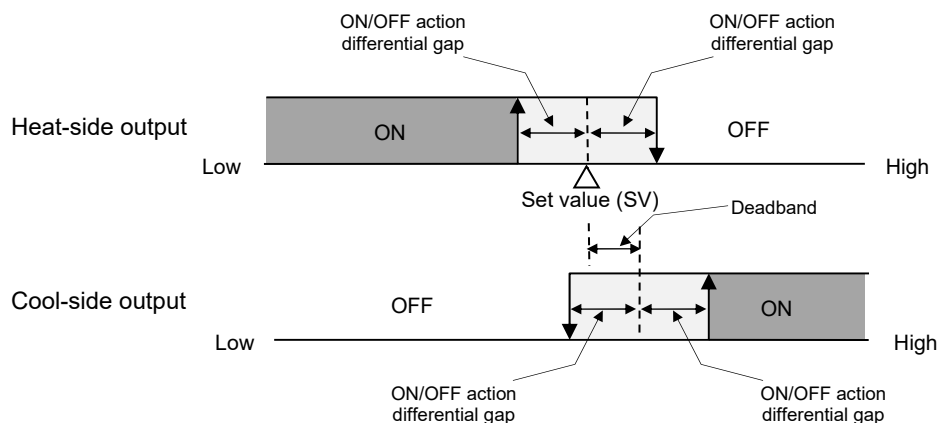 ON/OFF action
differential gap
ON/OFF action
differential gap
Heat-side output
ON
OFF
Low
High
Set value (SV)
Deadband
Cool-side output
OFF
ON
Low
High
ON/OFF action
differential gap
ON/OFF action
differential gap